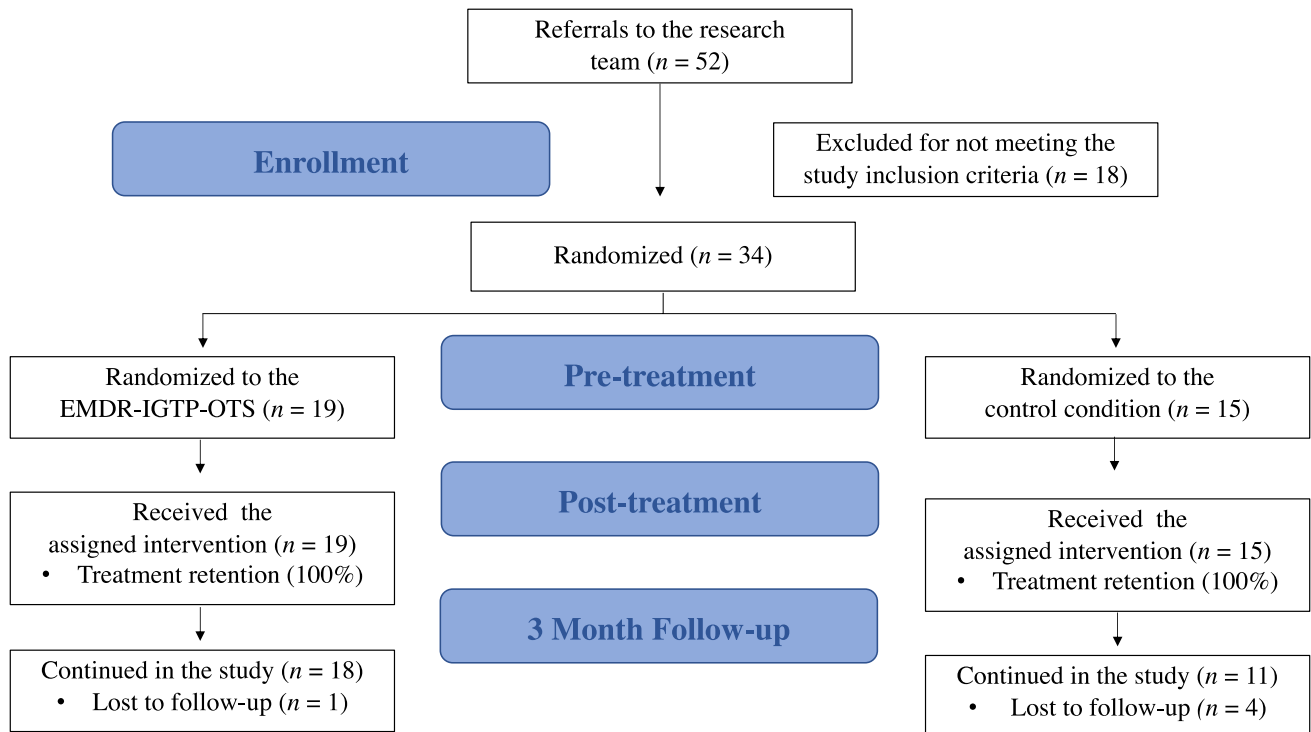 Referrals to the research
team (n = 52)
Enrollment
Excluded for not meeting the
study inclusion criteria (n = 18)
Randomized (n = 34)
Pre-treatment
Randomized to the
EMDR-IGTP-OTS (n = 19)
Randomized to the
control condition (n = 15)
Post-treatment
Received the
assigned intervention (n = 19)
• Treatment retention (100%)
Received the
assigned intervention (n = 15)
• Treatment retention (100%)
3 Month Follow-up
Continued in the study (n = 18)
• Lost to follow-up (n = 1)
Continued in the study (n = 11)
• Lost to follow-up (n = 4)